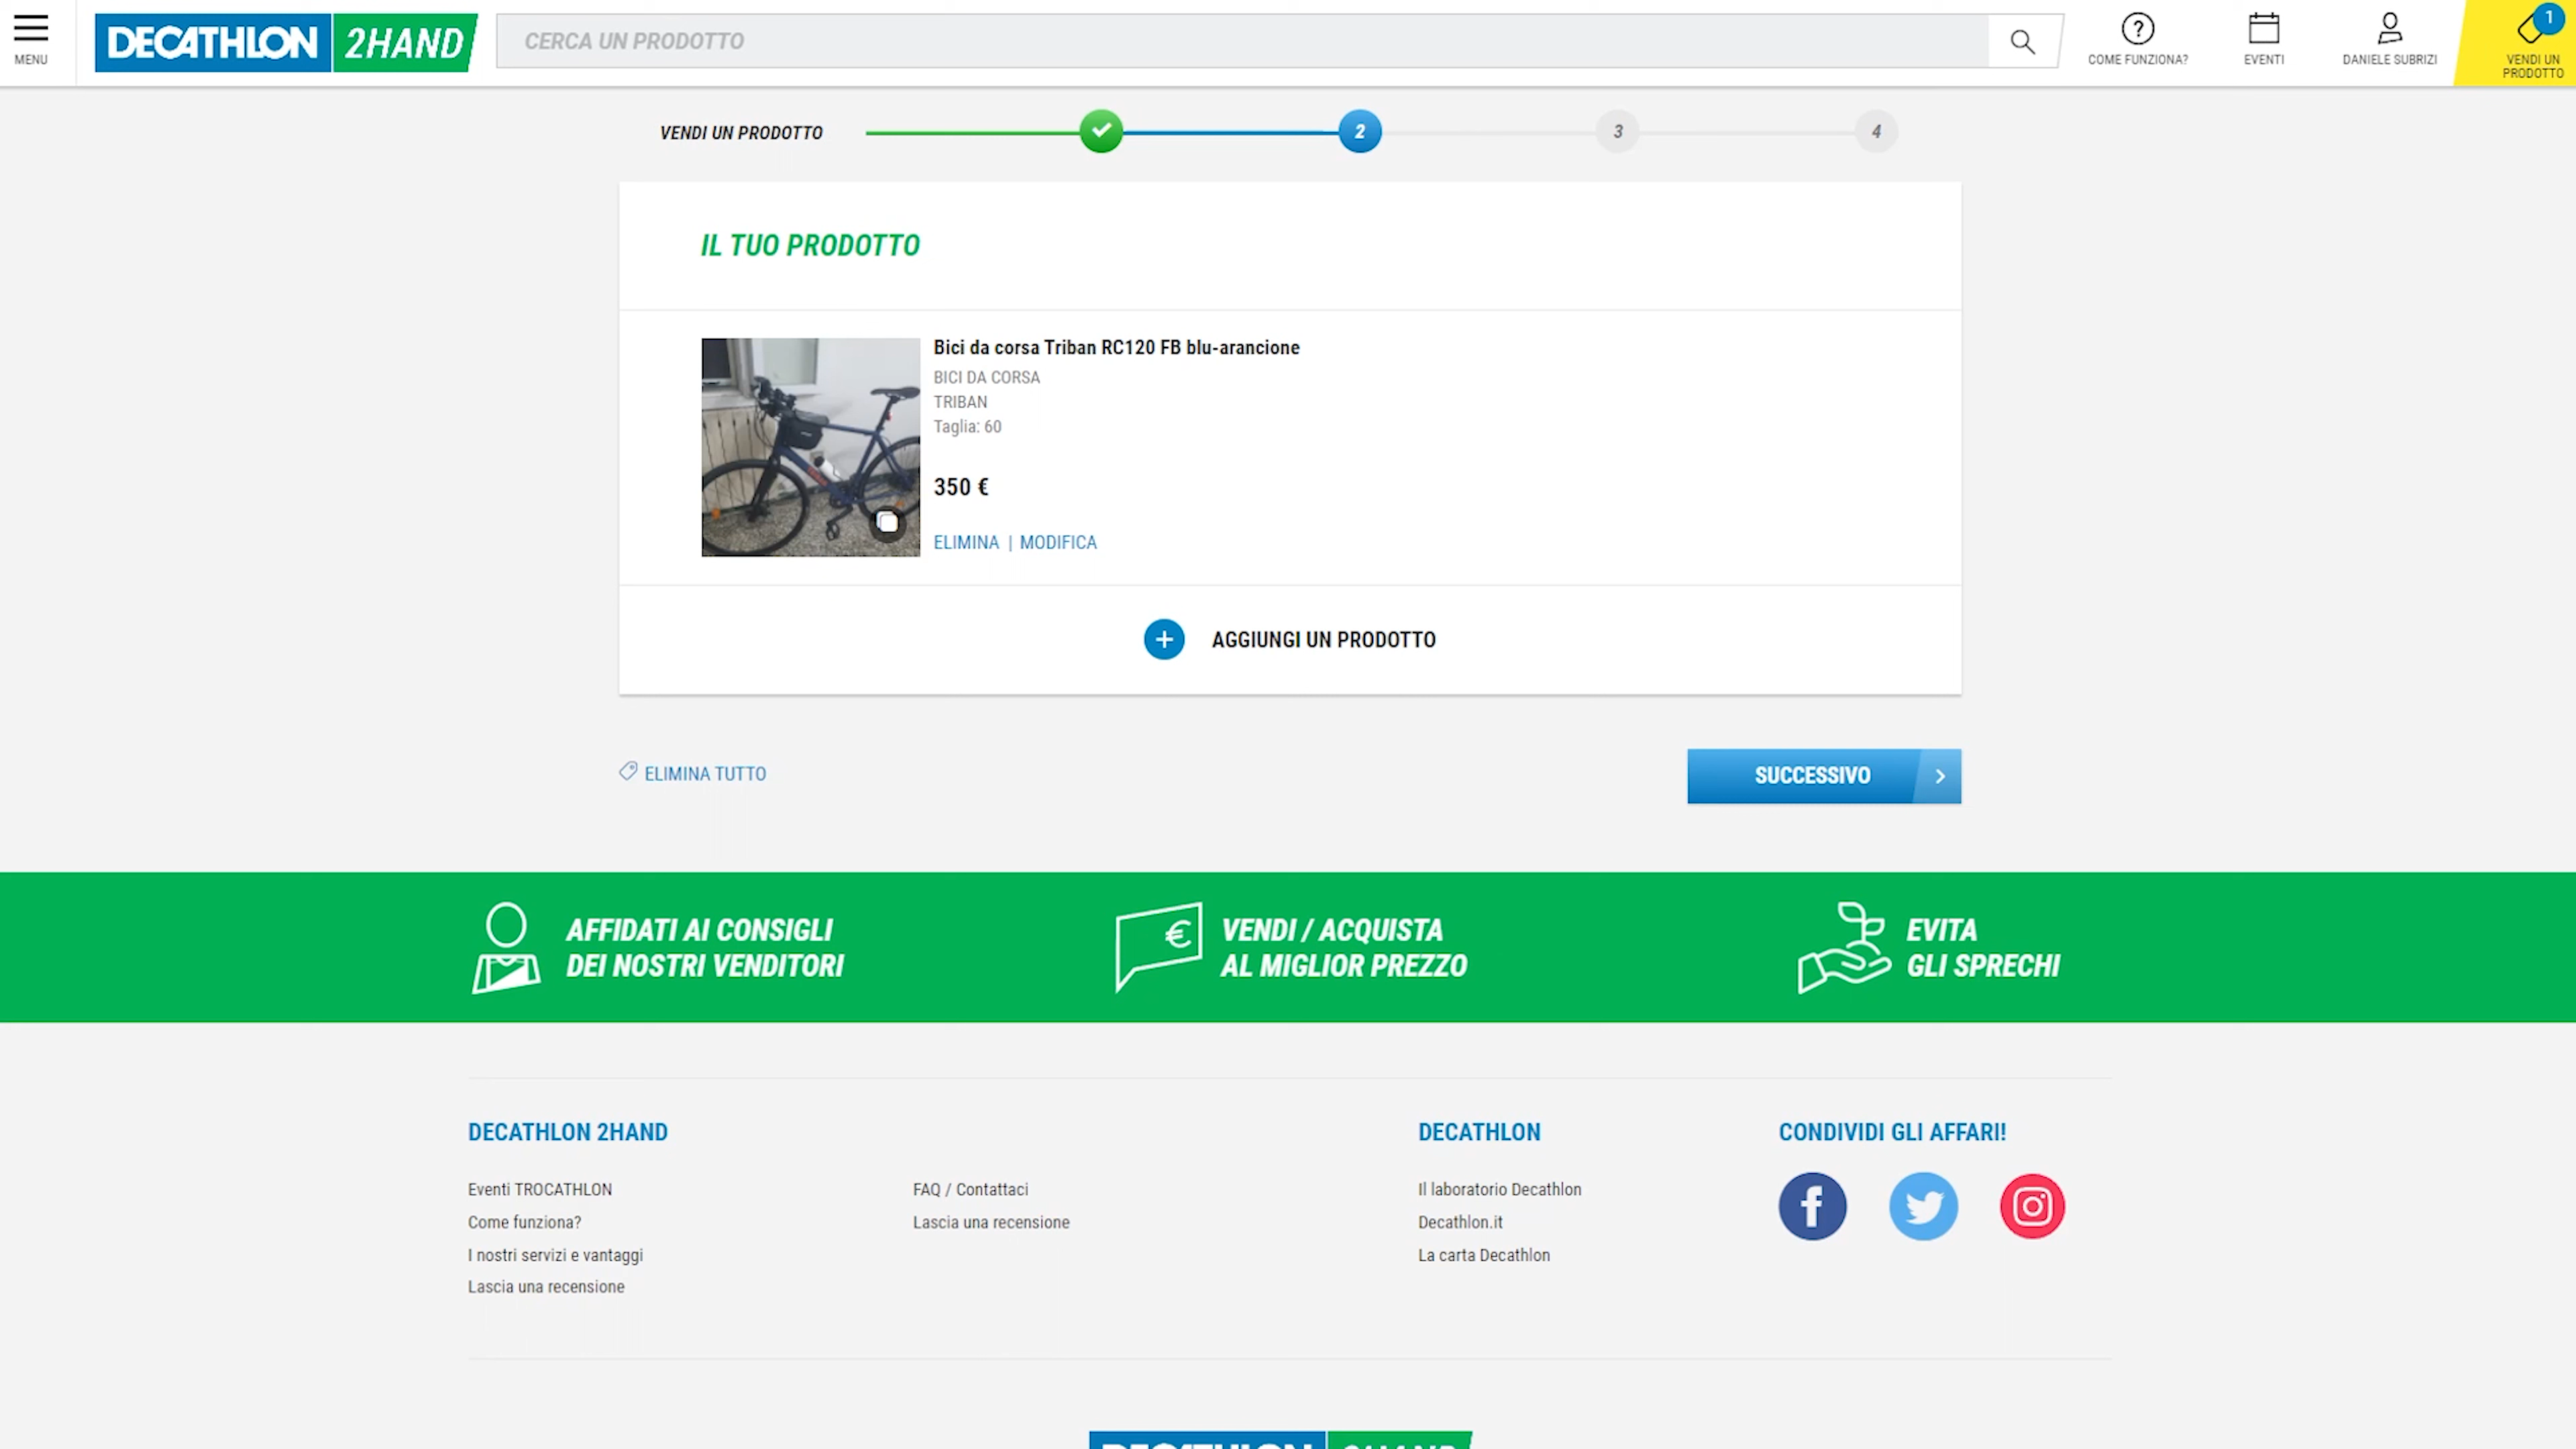 MENU
DECATHLON 2HAND
CERCA UN PRODOTTO
COME FUNZIONA?
EVENTI
DANIELE SUBRIZI
1
VENDI UN
PRODOTTO
VENDI UN PRODOTTO
2
3
4
IL TUO PRODOTTO
Bici da corsa Triban RC120 FB blu-arancione
BICI DA CORSA
TRIBAN
Taglia: 60
350 €
ELIMINA | MODIFICA
AGGIUNGI UN PRODOTTO
ELIMINA TUTTO
SUCCESSIVO
AFFIDATI AI CONSIGLI
DEI NOSTRI VENDITORI
VENDI / ACQUISTA
AL MIGLIOR PREZZO
EVITA
GLI SPRECHI
DECATHLON 2HAND
Eventi TROCATHLON
Come funziona?
I nostri servizi e vantaggi
Lascia una recensione
FAQ / Contattaci
Lascia una recensione
DECATHLON
Il laboratorio Decathlon
Decathlon.it
La carta Decathlon
CONDIVIDI GLI AFFARI!
DECATHLON 2HAND